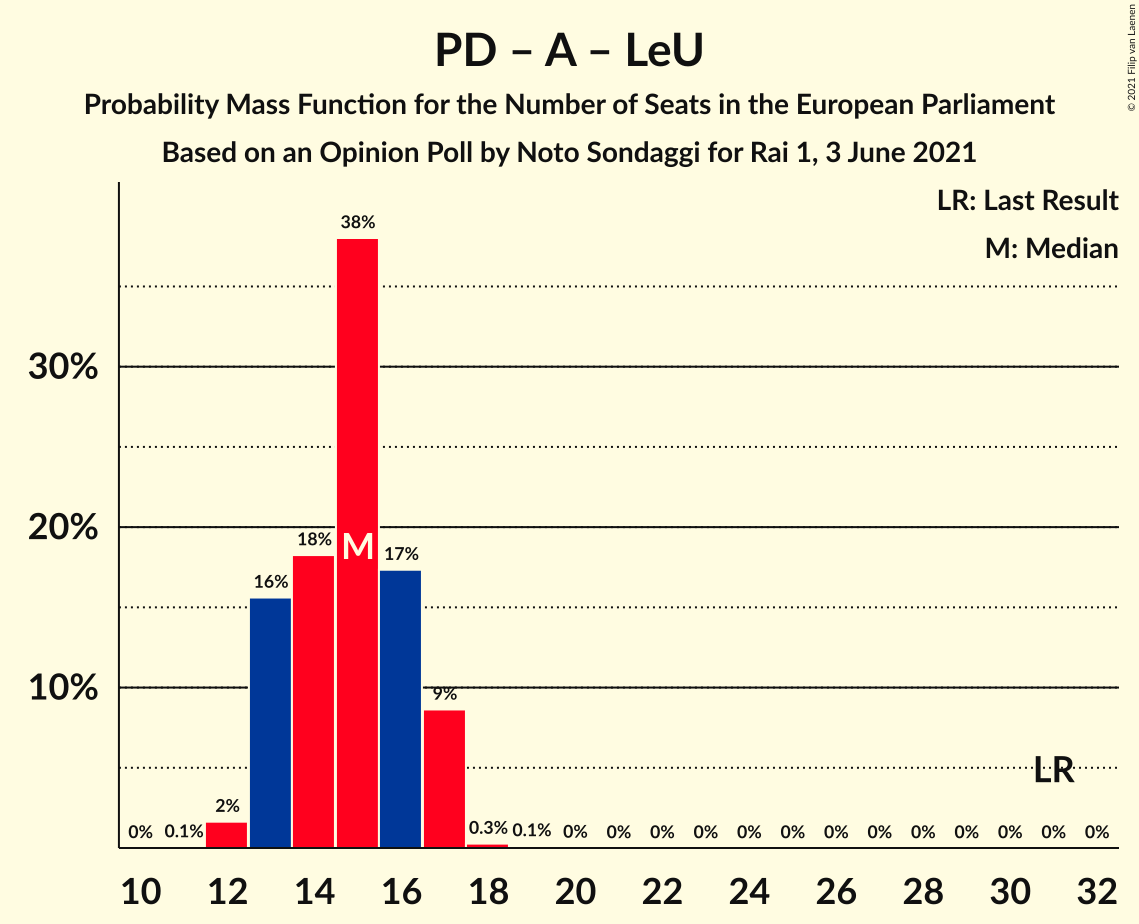 PD – A – LeU
Probability Mass Function for the Number of Seats in the European Parliament
Based on an Opinion Poll by Noto Sondaggi for Rai 1, 3 June 2021
© 2021 Filip van Laenen
LR: Last Result
M: Median
38%
30%
20%
18%
M
17%
16%
10%
9%
LR
2%
0% 0.1% 0.3% 0.1% 0% 0% 0% 0% 0% 0% 0% 0% 0% 0% 0% 0% 0%
10 12 14 16 18 20 22 24 26 28 30 32